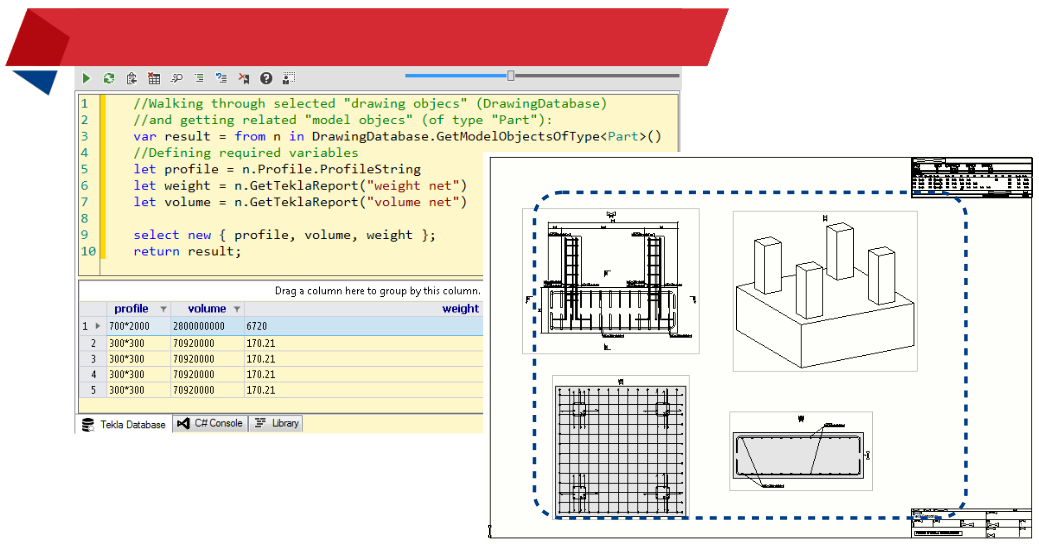 1 //Walking through selected "drawing objecs" (DrawingDatabase)
2 //and getting related "model objecs" (of type "Part"):
3 var result = from n in DrawingDatabase.GetModelObjectsOfType<Part>()
4 //Defining required variables
5 let profile = n.Profile.ProfileString
6 let weight = n.GetTeklaReport("weight net")
7 let volume = n.GetTeklaReport("volume net")
8
9 select new { profile, volume, weight };
10 return result;
Drag a column here to group by this column.
profile volume weight
1 700*2000 2800000000 6720
2 300*300 70920000 170.21
3 300*300 70920000 170.21
4 300*300 70920000 170.21
5 300*300 70920000 170.21
Tekla Database C# Console Library